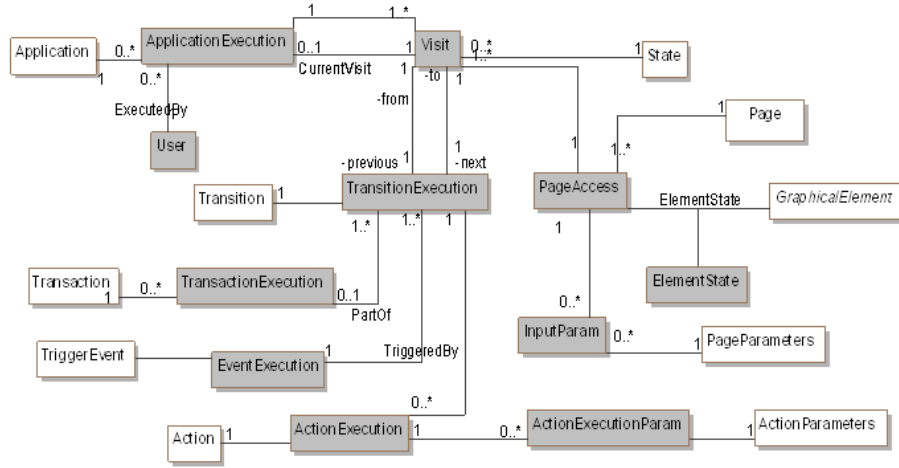 1
1..*
Application
0..*
ApplicationExecution
0..1
1
Visit
0..*
1..*
1
State
1
0..*
CurrentVisit
1
-to
1
-from
ExecutedBy
1
Page
User
1
1
1
1..*
-previous
-next
Transition
1
TransitionExecution
PageAccess
ElementState
GraphicalElement
1..*
1..*
1
1
Transaction
1
0..*
TransactionExecution
0..1
PartOf
ElementState
0..*
InputParam
0..*
1
PageParameters
TriggerEvent
EventExecution
1
TriggeredBy
0..*
Action
1
ActionExecution
1
0..*
ActionExecutionParam
1
ActionParameters